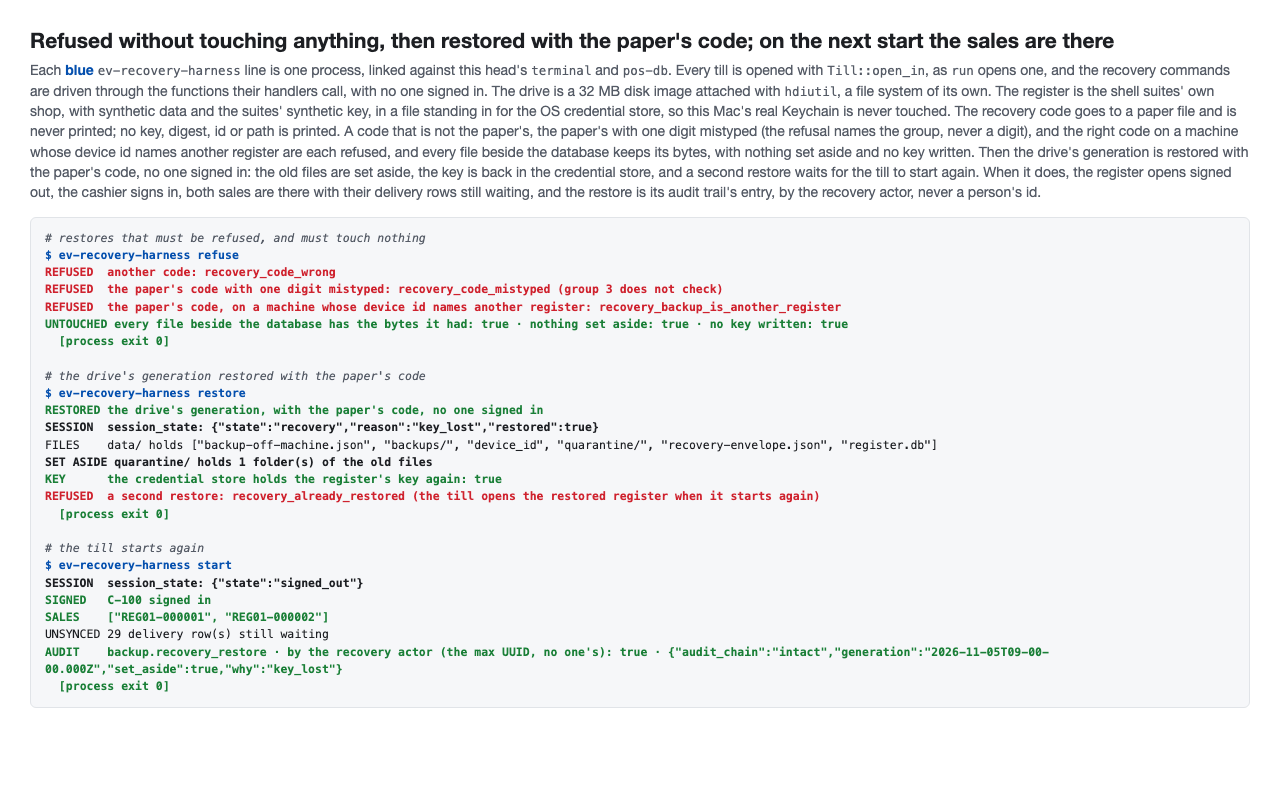 Refused without touching anything, then restored with the paper's code; on the next start the sales are there
Each blue ev-recovery-harness line is one process, linked against this head's terminal and pos-db. Every till is opened with Till::open_in, as run opens one, and the recovery commands
are driven through the functions their handlers call, with no one signed in. The drive is a 32 MB disk image attached with hdiutil, a file system of its own. The register is the shell suites' own
shop, with synthetic data and the suites' synthetic key, in a file standing in for the OS credential store, so this Mac's real Keychain is never touched. The recovery code goes to a paper file and is
never printed; no key, digest, id or path is printed. A code that is not the paper's, the paper's with one digit mistyped (the refusal names the group, never a digit), and the right code on a machine
whose device id names another register are each refused, and every file beside the database keeps its bytes, with nothing set aside and no key written. Then the drive's generation is restored with
the paper's code, no one signed in: the old files are set aside, the key is back in the credential store, and a second restore waits for the till to start again. When it does, the register opens signed
out, the cashier signs in, both sales are there with their delivery rows still waiting, and the restore is its audit trail's entry, by the recovery actor, never a person's id.
# restores that must be refused, and must touch nothing
$ ev-recovery-harness refuse
REFUSED  another code: recovery_code_wrong
REFUSED  the paper's code with one digit mistyped: recovery_code_mistyped (group 3 does not check)
REFUSED  the paper's code, on a machine whose device id names another register: recovery_backup_is_another_register
UNTOUCHED every file beside the database has the bytes it had: true · nothing set aside: true · no key written: true
[process exit 0]
# the drive's generation restored with the paper's code
$ ev-recovery-harness restore
RESTORED the drive's generation, with the paper's code, no one signed in
SESSION  session_state: {"state":"recovery","reason":"key_lost","restored":true}
FILES    data/ holds ["backup-off-machine.json", "backups/", "device_id", "quarantine/", "recovery-envelope.json", "register.db"]
SET ASIDE quarantine/ holds 1 folder(s) of the old files
KEY      the credential store holds the register's key again: true
REFUSED  a second restore: recovery_already_restored (the till opens the restored register when it starts again)
[process exit 0]
# the till starts again
$ ev-recovery-harness start
SESSION  session_state: {"state":"signed_out"}
SIGNED   C-100 signed in
SALES    ["REG01-000001", "REG01-000002"]
UNSYNCED 29 delivery row(s) still waiting
AUDIT    backup.recovery_restore · by the recovery actor (the max UUID, no one's): true · {"audit_chain":"intact","generation":"2026-11-05T09-00-
00.000Z","set_aside":true,"why":"key_lost"}
[process exit 0]